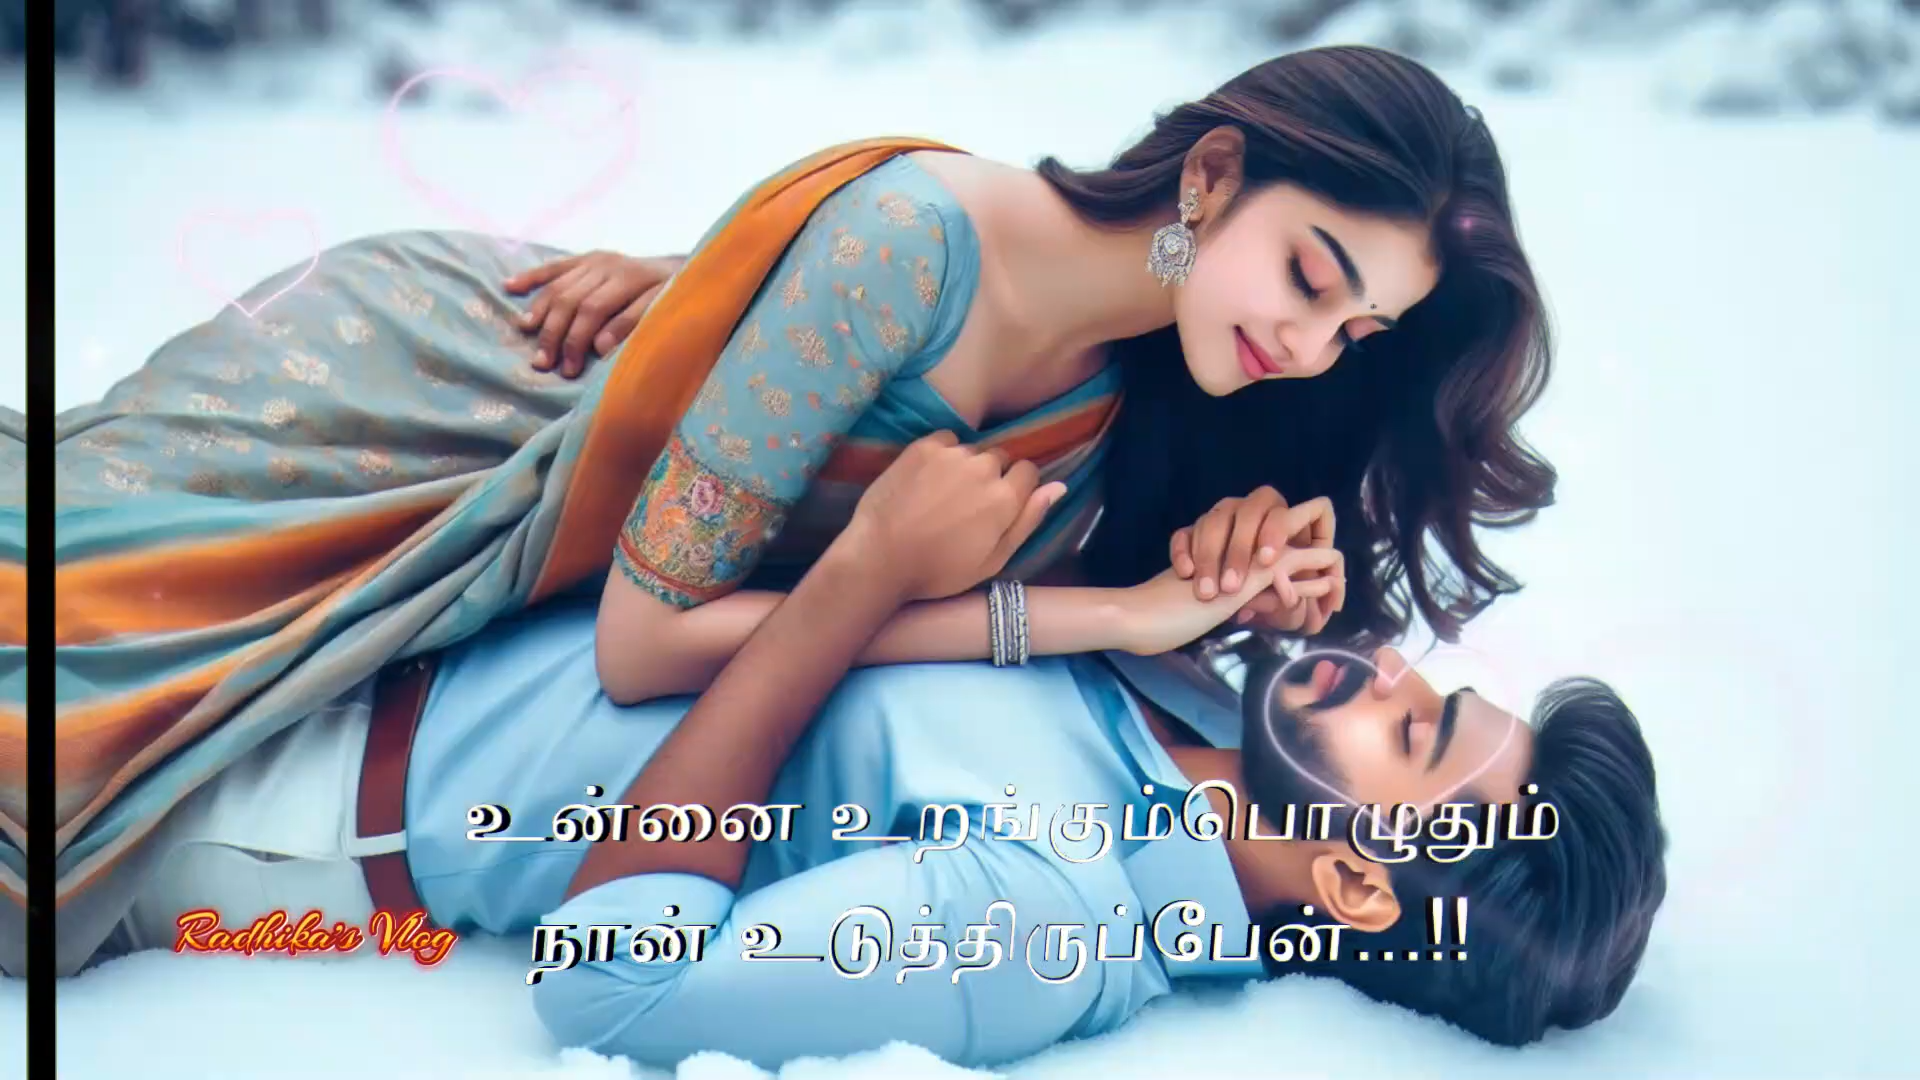 உன்னை உறங்கும்பொழுதும்
நான் உடுத்திருப்பேன்...!!
Radhika's Vlog